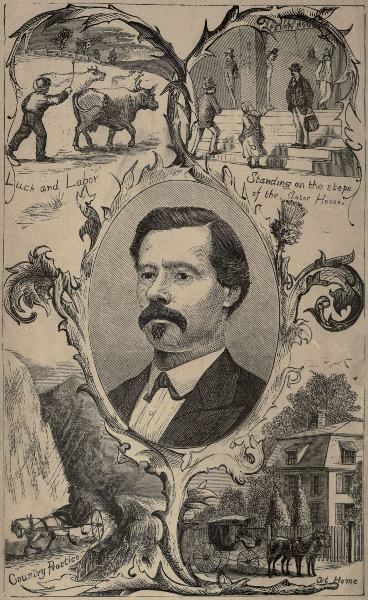 Luck and Labor
Standing on the steps
of the Astor House.
Country Practice
At Home